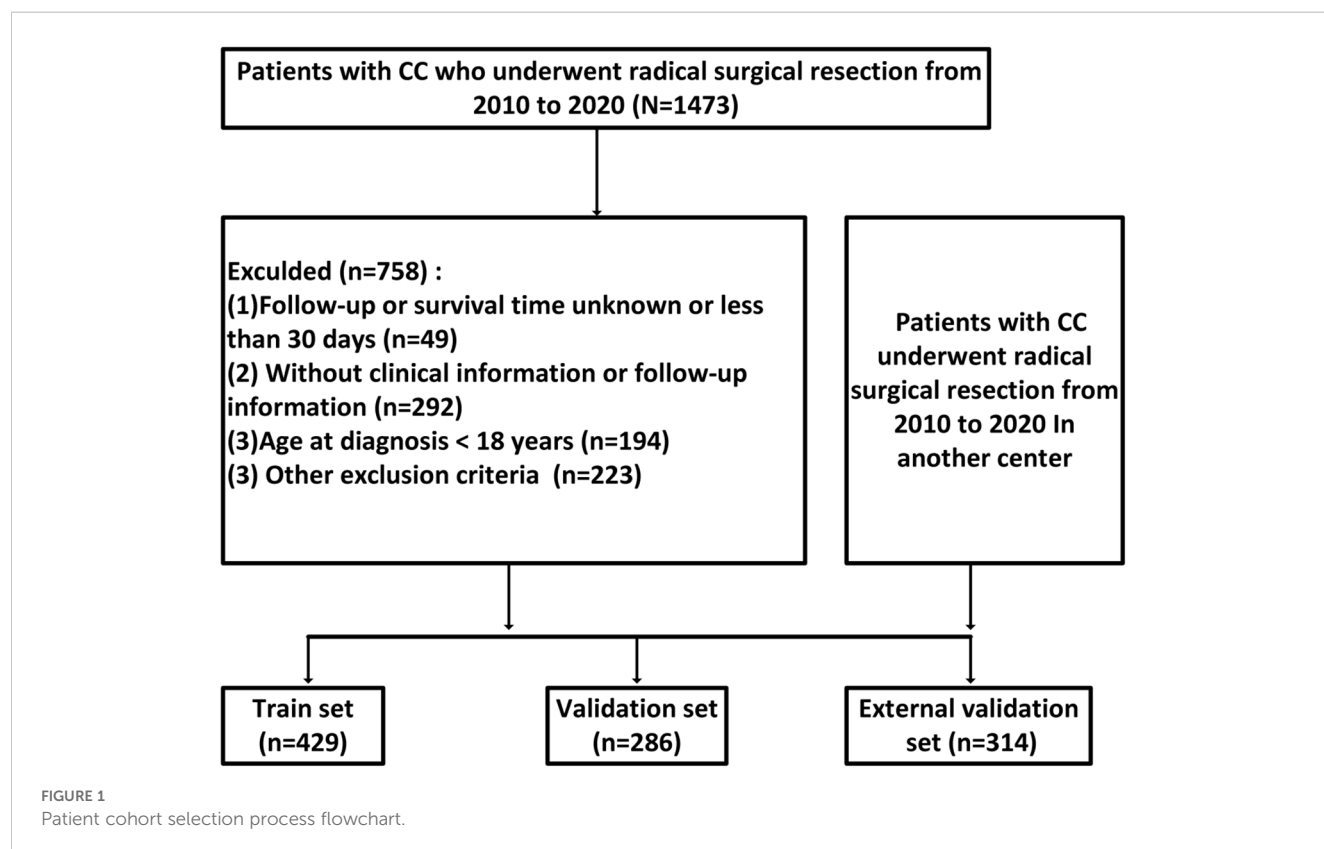 Patients with CC who underwent radical surgical resection from
2010 to 2020 (N=1473)
Exculded (n=758) :
(1)Follow-up or survival time unknown or less
than 30 days (n=49)
(2) Without clinical information or follow-up
information (n=292)
(3)Age at diagnosis < 18 years (n=194)
(3) Other exclusion criteria (n=223)
Patients with CC
underwent radical
surgical resection from
2010 to 2020 In
another center
Train set
(n=429)
Validation set
(n=286)
External validation
set (n=314)
FIGURE 1
Patient cohort selection process flowchart.